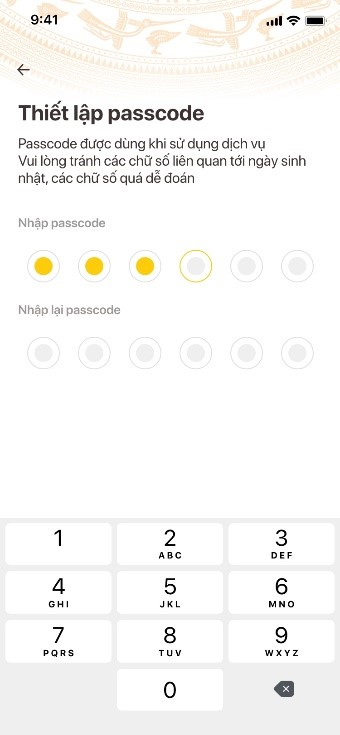 9:41
Thiết lập passcode
Passcode được dùng khi sử dụng dịch vụ
Vui lòng tránh các chữ số liên quan tới ngày sinh
nhật, các chữ số quá dễ đoán
Nhập passcode
Nhập lại passcode
1 2 3
ABC DEF
4 5 6
GHI JKL MNO
7 8 9
PQRS TUV WXYZ
0